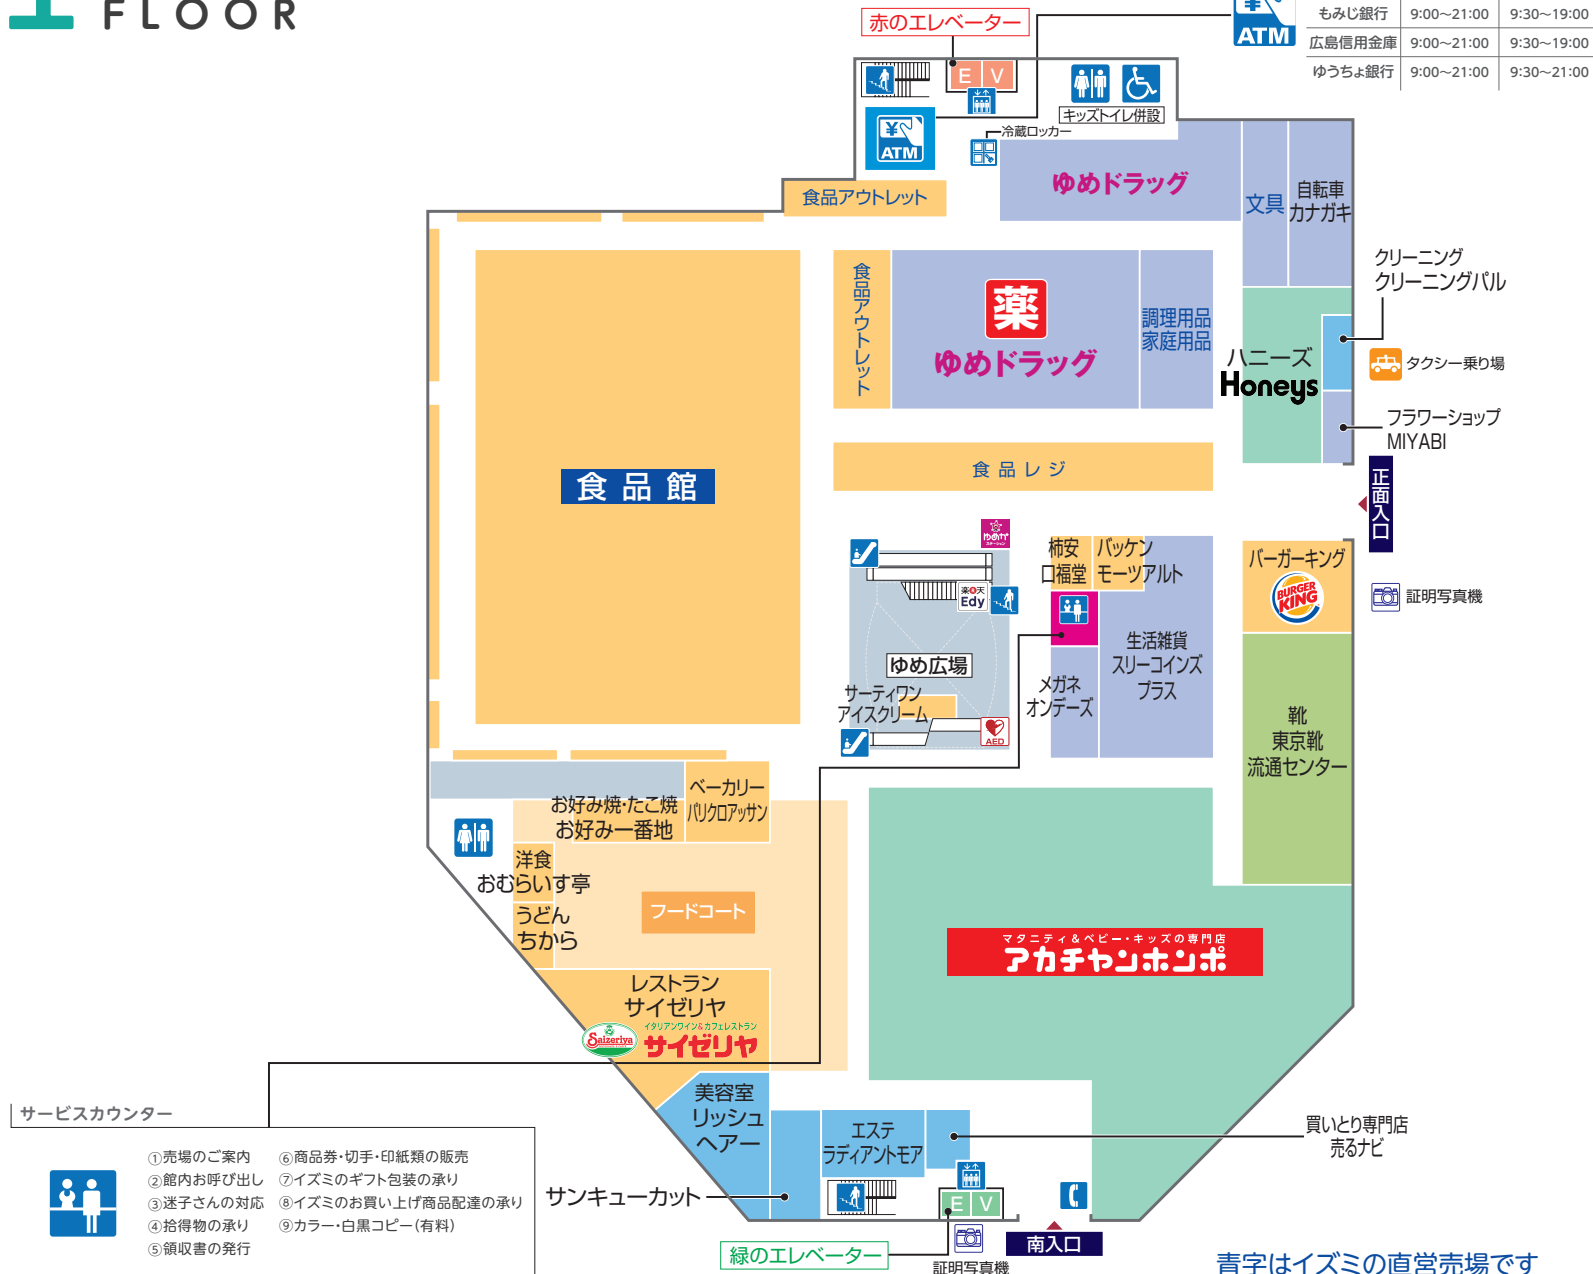 FLOOR
赤のエレベーター
ATM
もみじ銀行 9:00～21:00 9:30～19:00
広島信用金庫 9:00～21:00 9:30～19:00
ゆうちょ銀行 9:00～21:00 9:30～21:00
E V
キッズトイレ併設
ATM
冷蔵ロッカー
食品アウトレット
ゆめドラッグ
文具
自転車
カナガキ
クリーニング
クリーニングパル
食品アウトレット
薬
ゆめドラッグ
調理用品
家庭用品
ハニーズ
Honeys
タクシー乗り場
フラワーショップ
MIYABI
食品レジ
食品館
正面入口
ゆめか
ステーション
楽天
Edy
柿安
口福堂
バッケン
モーツアルト
バーガーキング
BURGER
KING
証明写真機
ゆめ広場
サーティワン
アイスクリーム
AED
メガネ
オンデーズ
生活雑貨
スリーコインズ
プラス
靴
東京靴
流通センター
ベーカリー
パリクロアッサン
お好み焼・たこ焼
お好み一番地
洋食
おむらいす亭
うどん
ちから
フードコート
マタニティ&ベビー・キッズの専門店
アカチャンホンポ
レストラン
サイゼリヤ
Saizeriya
イタリアンワイン&カフェレストラン
サイゼリヤ
美容室
リッシュ
ヘアー
エステ
ラディアントモア
買いとり専門店
売るナビ
サンキューカット
E V
緑のエレベーター
証明写真機
南入口
サービスカウンター
①売場のご案内
②館内お呼び出し
③迷子さんの対応
④拾得物の承り
⑤領収書の発行
⑥商品券・切手・印紙類の販売
⑦イズミのギフト包装の承り
⑧イズミのお買い上げ商品配達の承り
⑨カラー・白黒コピー(有料)
青字はイズミの直営売場です